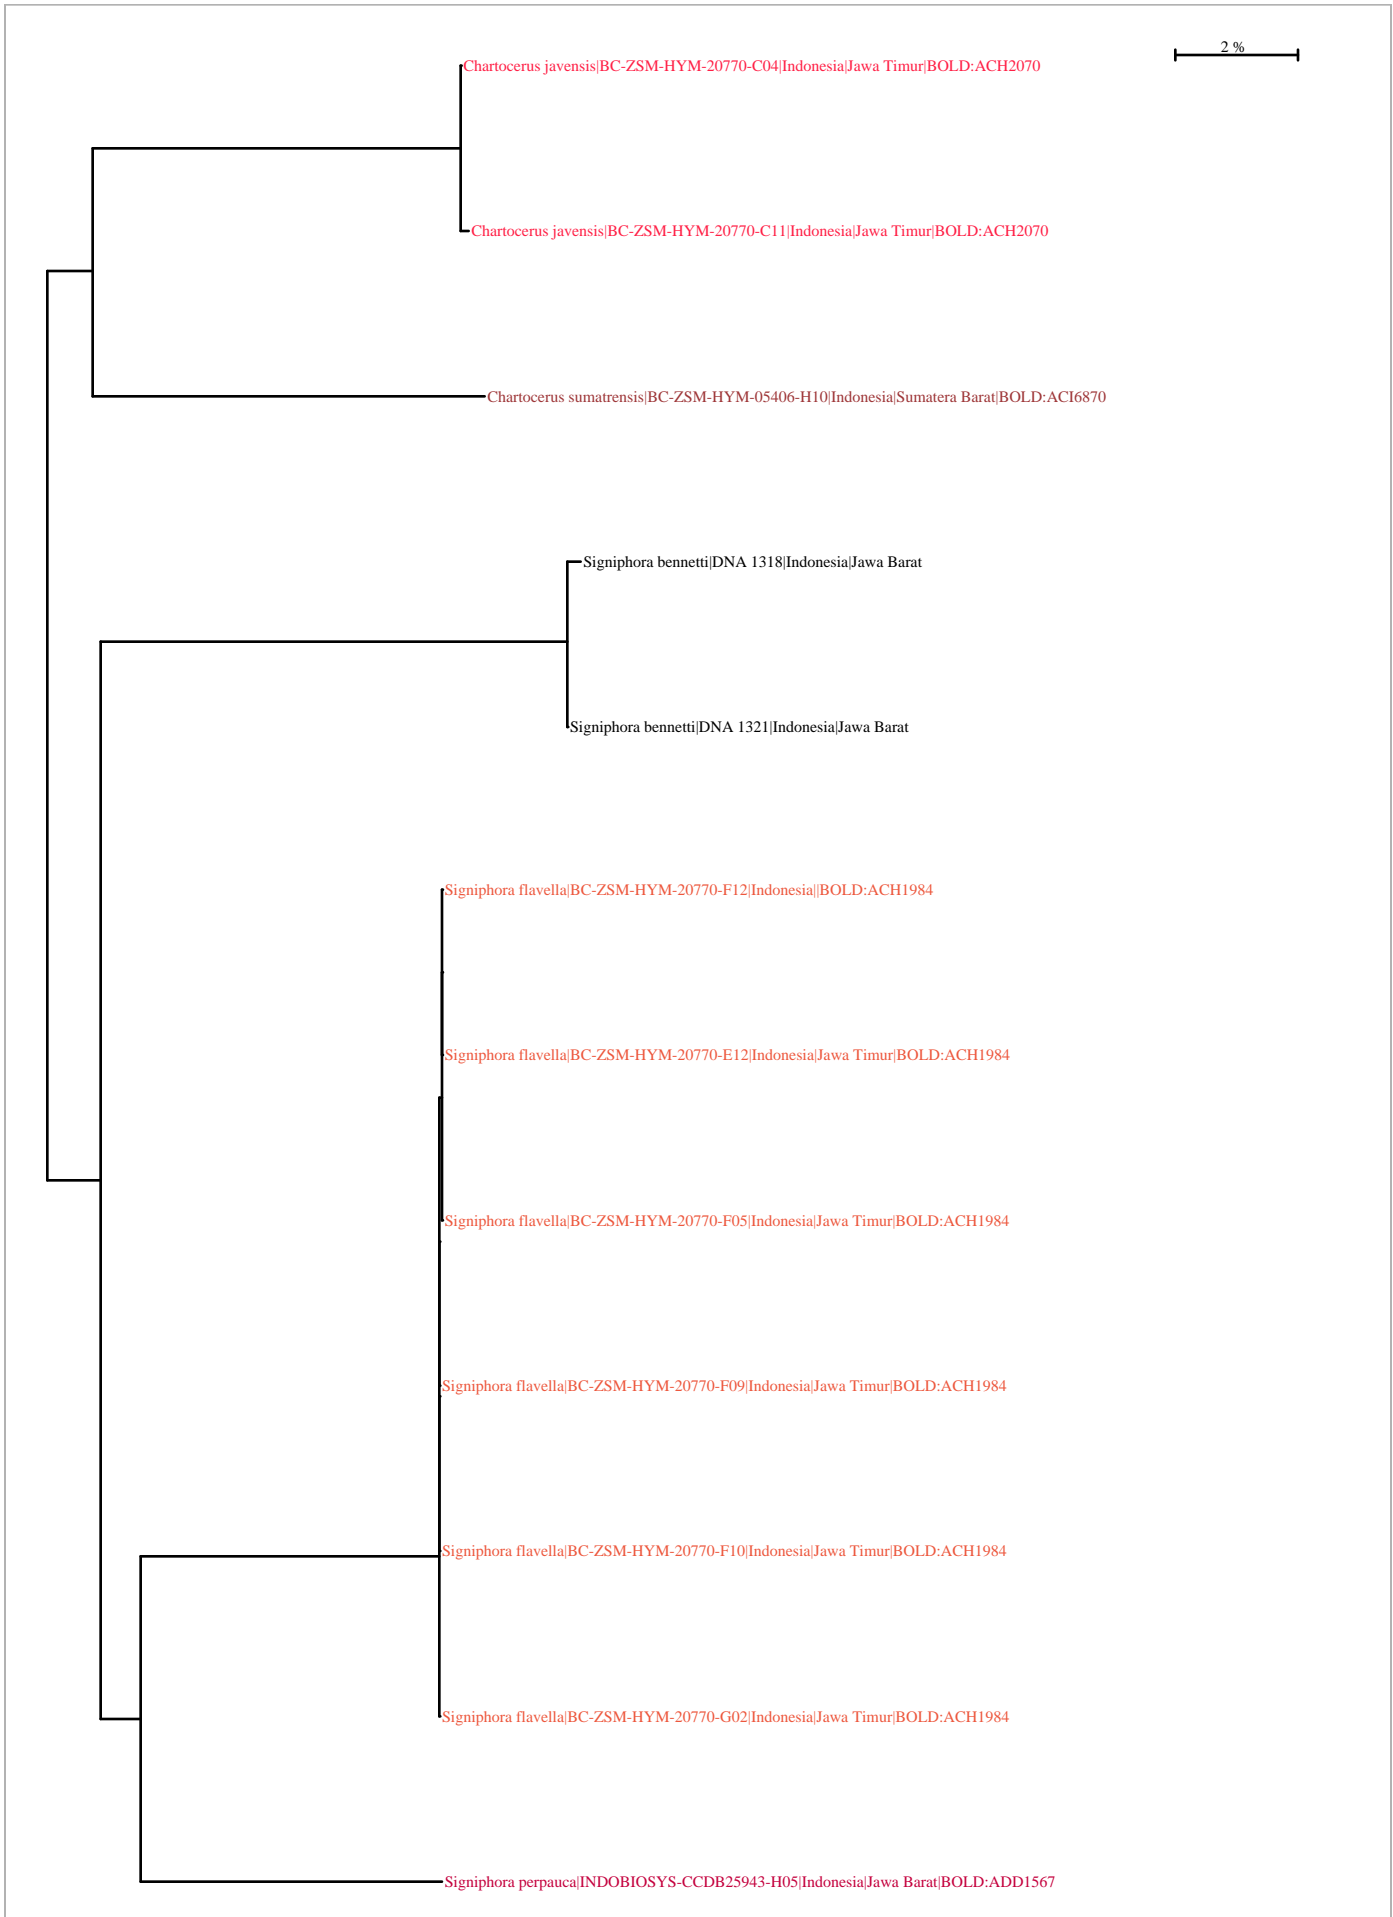 2 %
Chartocerus javensis|BC-ZSM-HYM-20770-C04|Indonesia|Jawa Timur|BOLD:ACH2070
Chartocerus javensis|BC-ZSM-HYM-20770-C11|Indonesia|Jawa Timur|BOLD:ACH2070
Chartocerus sumatrensis|BC-ZSM-HYM-05406-H10|Indonesia|Sumatera Barat|BOLD:ACI6870
Signiphora bennetti|DNA 1318|Indonesia|Jawa Barat
Signiphora bennetti|DNA 1321|Indonesia|Jawa Barat
Signiphora flavella|BC-ZSM-HYM-20770-F12|Indonesia||BOLD:ACH1984
Signiphora flavella|BC-ZSM-HYM-20770-E12|Indonesia|Jawa Timur|BOLD:ACH1984
Signiphora flavella|BC-ZSM-HYM-20770-F05|Indonesia|Jawa Timur|BOLD:ACH1984
Signiphora flavella|BC-ZSM-HYM-20770-F09|Indonesia|Jawa Timur|BOLD:ACH1984
Signiphora flavella|BC-ZSM-HYM-20770-F10|Indonesia|Jawa Timur|BOLD:ACH1984
Signiphora flavella|BC-ZSM-HYM-20770-G02|Indonesia|Jawa Timur|BOLD:ACH1984
Signiphora perpauca|INDOBIOSYS-CCDB25943-H05|Indonesia|Jawa Barat|BOLD:ADD1567